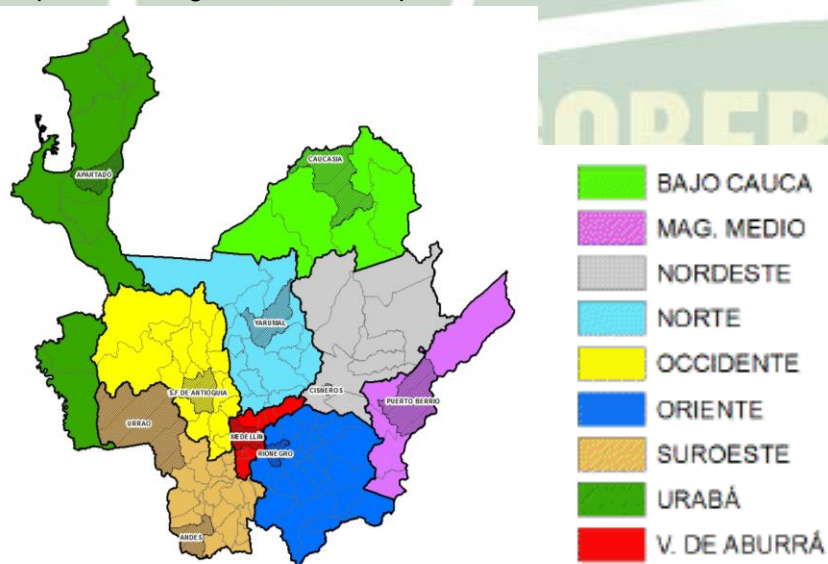 APARTADÓ
CAUCASIA
YARUMAL
S.F DE ANTIOQUIA
CISNEROS
PUERTO BERRIO
URRAO
MEDELLIN
RIONEGRO
ANDES
BAJO CAUCA
MAG. MEDIO
NORDESTE
NORTE
OCCIDENTE
ORIENTE
SUROESTE
URABÁ
V. DE ABURRÁ